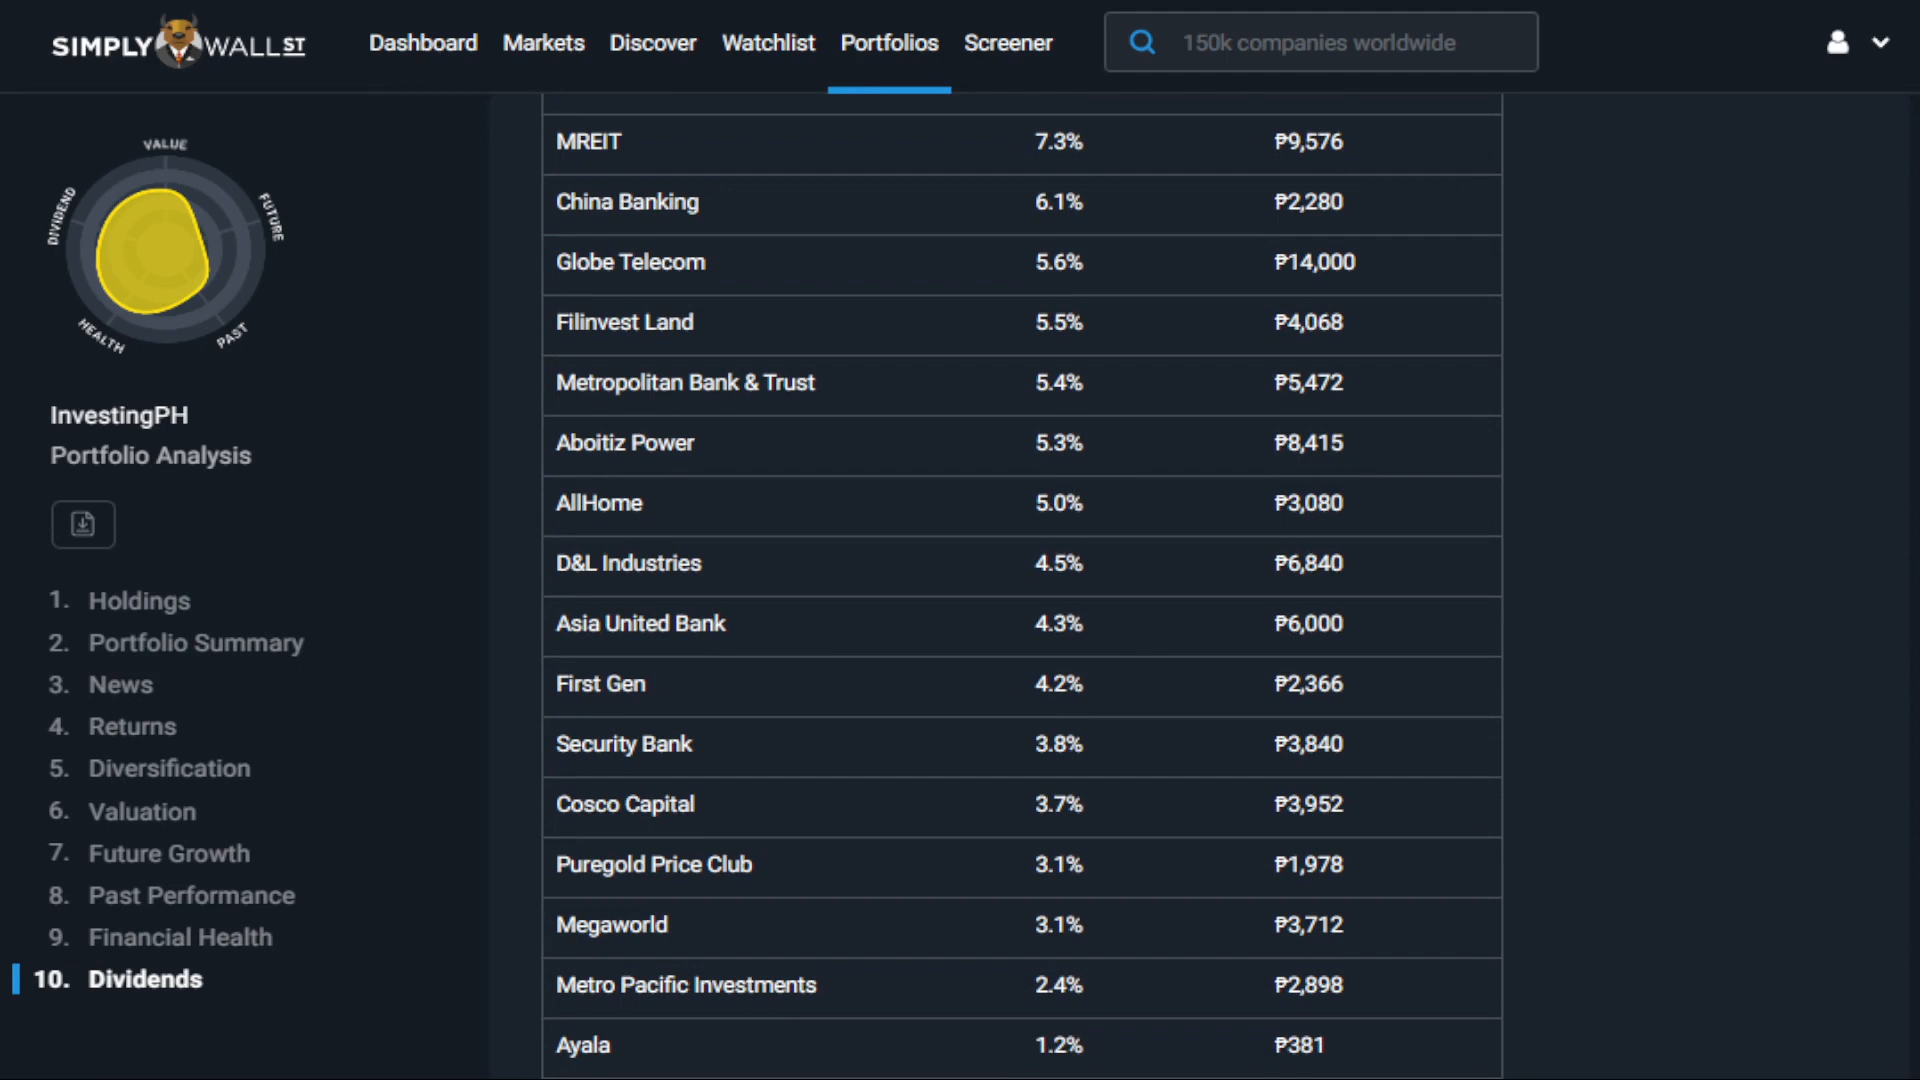 SIMPLY WALL ST
Dashboard
Markets
Discover
Watchlist
Portfolios
Screener
150k companies worldwide
VALUE
FUTURE
PAST
HEALTH
DIVIDEND
InvestingPH
Portfolio Analysis
1. Holdings
2. Portfolio Summary
3. News
4. Returns
5. Diversification
6. Valuation
7. Future Growth
8. Past Performance
9. Financial Health
10. Dividends
MREIT 7.3% ₱9,576
China Banking 6.1% ₱2,280
Globe Telecom 5.6% ₱14,000
Filinvest Land 5.5% ₱4,068
Metropolitan Bank & Trust 5.4% ₱5,472
Aboitiz Power 5.3% ₱8,415
AllHome 5.0% ₱3,080
D&L Industries 4.5% ₱6,840
Asia United Bank 4.3% ₱6,000
First Gen 4.2% ₱2,366
Security Bank 3.8% ₱3,840
Cosco Capital 3.7% ₱3,952
Puregold Price Club 3.1% ₱1,978
Megaworld 3.1% ₱3,712
Metro Pacific Investments 2.4% ₱2,898
Ayala 1.2% ₱381